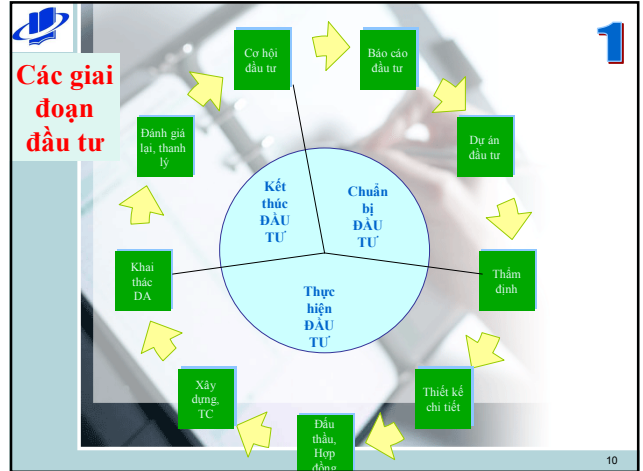 Các giai
đoạn
đầu tư
1
Cơ hội
đầu tư
Báo cáo
đầu tư
Dự án
đầu tư
Thẩm
định
Thiết kế
chi tiết
Đấu
thầu,
Hợp
đồng
Xây
dựng,
TC
Khai
thác
DA
Đánh giá
lại, thanh
lý
Kết
thúc
ĐẦU
TƯ
Chuẩn
bị
ĐẦU
TƯ
Thực
hiện
ĐẦU
TƯ
10